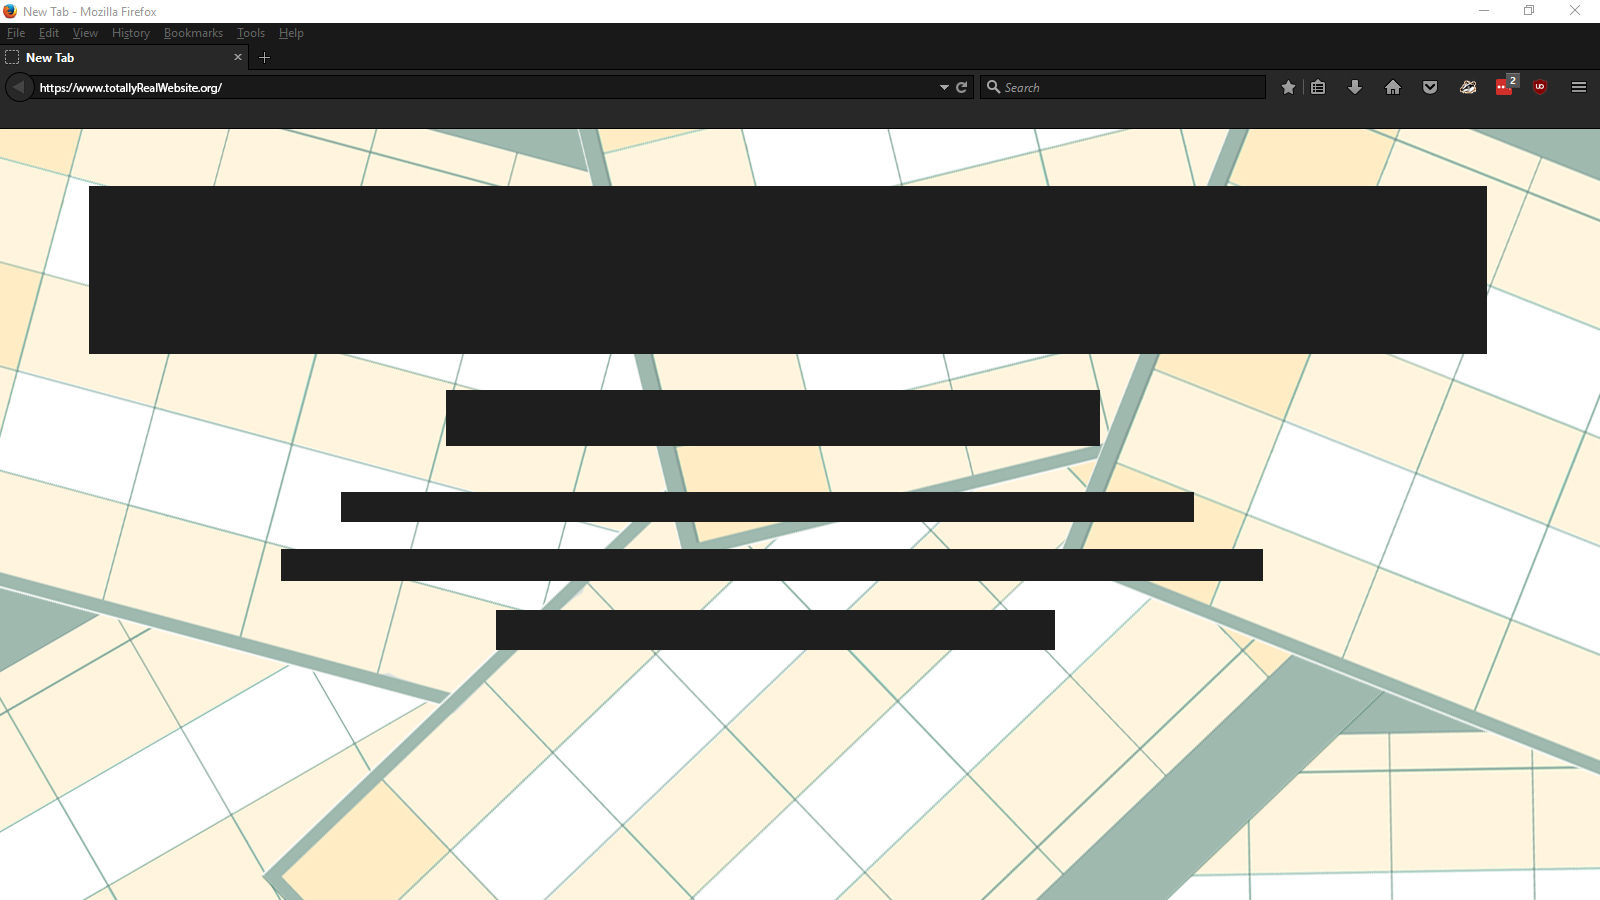 New Tab - Mozilla Firefox
File Edit View History Bookmarks Tools Help
New Tab
https://www.totallyRealWebsite.org/ Search 2